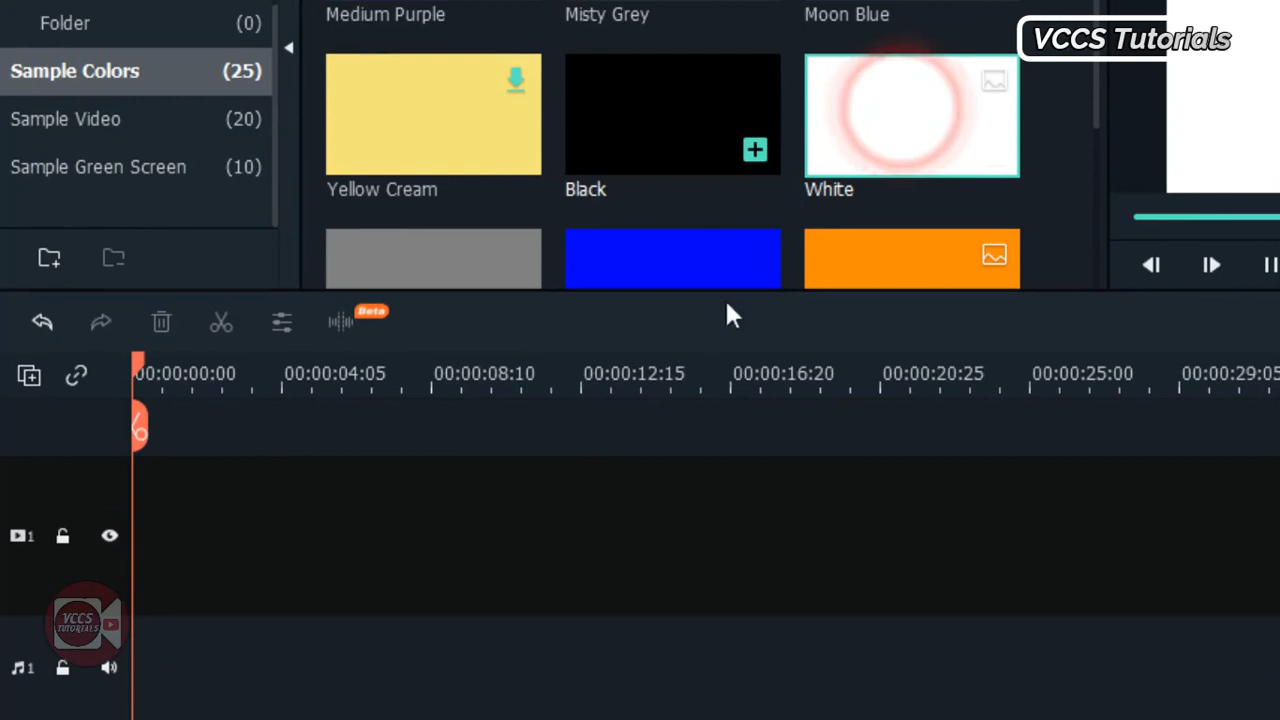 Folder (0)
Medium Purple Misty Grey Moon Blue
VCCS Tutorials
Sample Colors (25)
Sample Video (20)
Sample Green Screen (10)
Yellow Cream Black White
Beta
00:00:00:00 00:00:04:05 00:00:08:10 00:00:12:15 00:00:16:20 00:00:20:25 00:00:25:00 00:00:29:05
1
VCCS
TUTORIALS
1